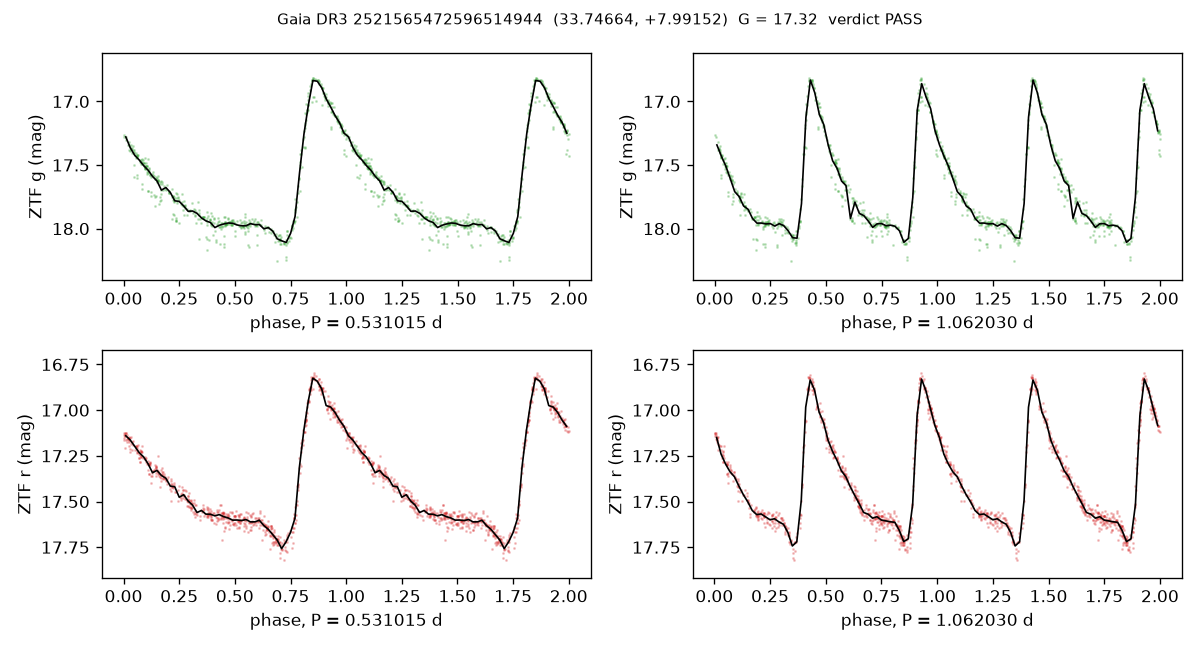 Gaia DR3 2521565472596514944  (33.74664, +7.99152)  G = 17.32  verdict PASS
ZTF g (mag)
17.0
17.5
18.0
0.00 0.25 0.50 0.75 1.00 1.25 1.50 1.75 2.00
phase, P = 0.531015 d
ZTF g (mag)
17.0
17.5
18.0
0.00 0.25 0.50 0.75 1.00 1.25 1.50 1.75 2.00
phase, P = 1.062030 d
ZTF r (mag)
16.75
17.00
17.25
17.50
17.75
0.00 0.25 0.50 0.75 1.00 1.25 1.50 1.75 2.00
phase, P = 0.531015 d
ZTF r (mag)
16.75
17.00
17.25
17.50
17.75
0.00 0.25 0.50 0.75 1.00 1.25 1.50 1.75 2.00
phase, P = 1.062030 d